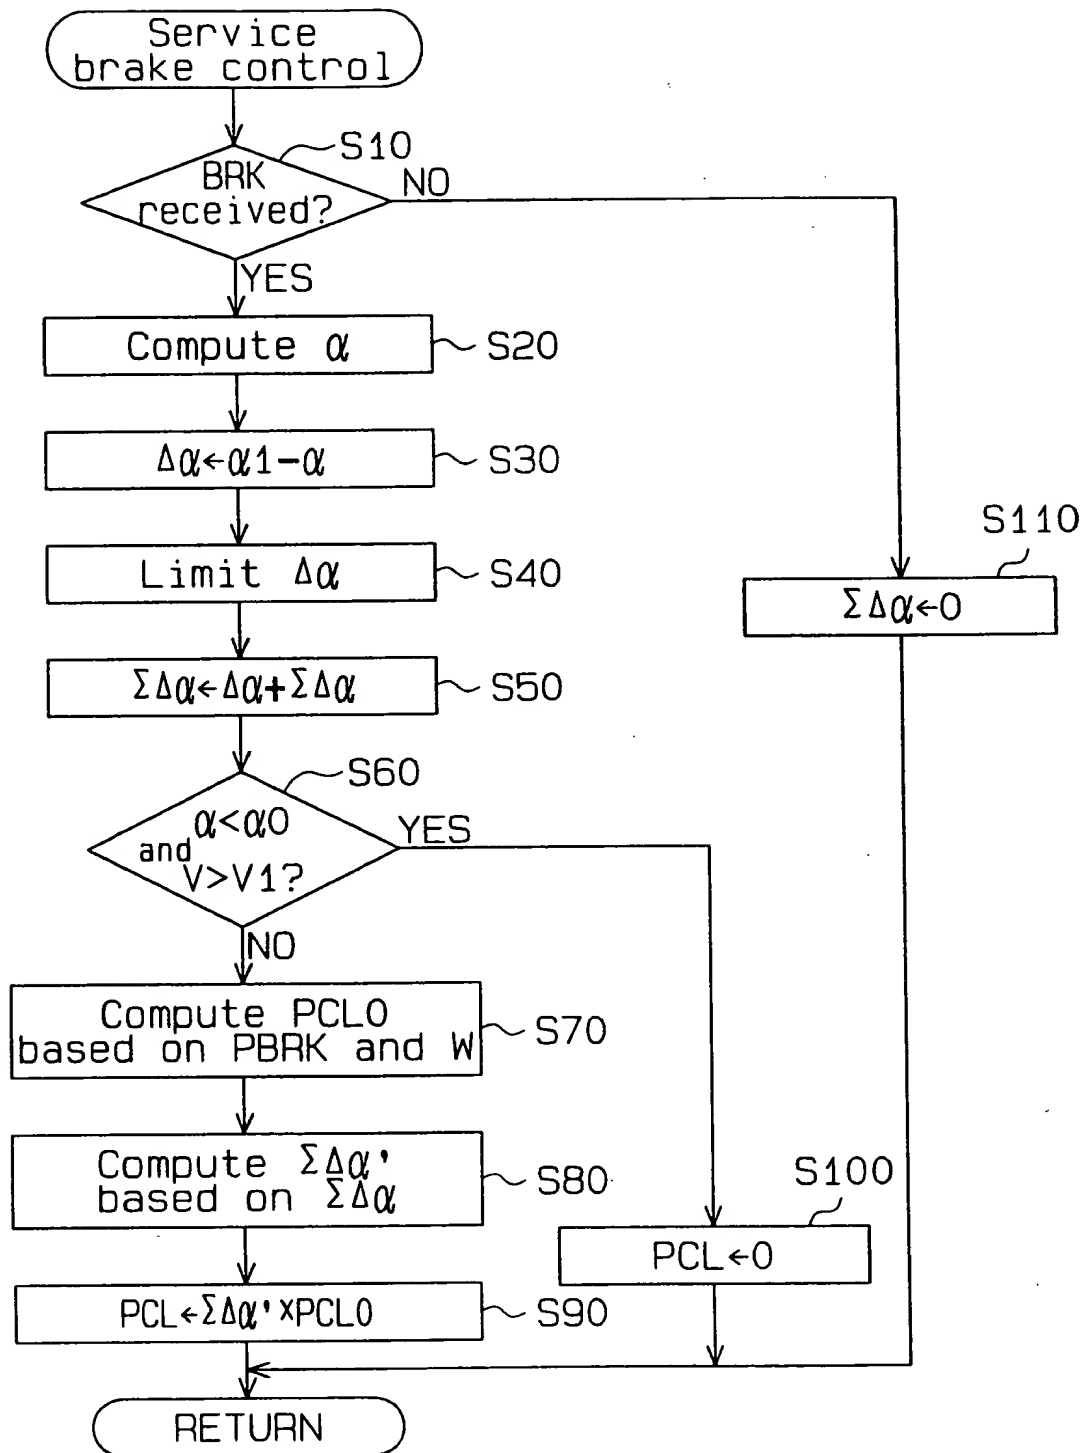 Service
brake control
S10
BRK
received?
NO
YES
Compute α
S20
Δα←α1-α
S30
Limit Δα
S40
S110
ΣΔα←0
ΣΔα←Δα+ΣΔα
S50
S60
α<α0
and
V>V1?
YES
NO
Compute PCL0
based on PBRK and W
S70
Compute ΣΔα'
based on ΣΔα
S80
S100
PCL←0
PCL←ΣΔα'×PCL0
S90
RETURN